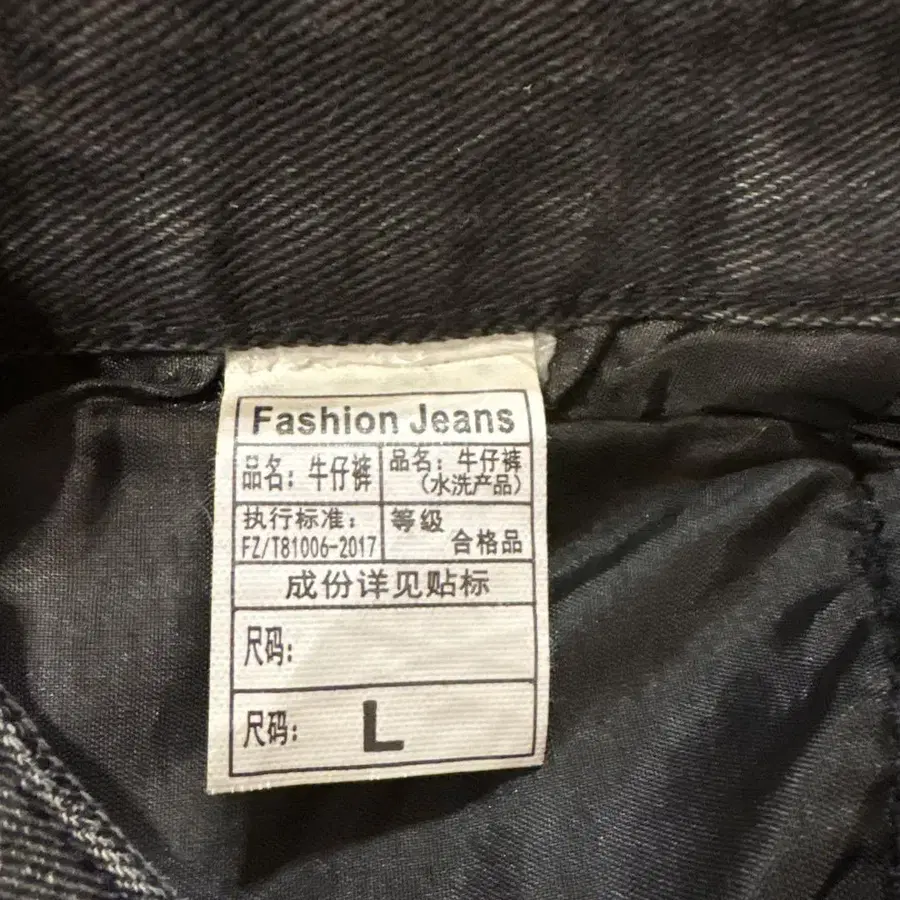 Fashion Jeans
品名: 牛仔裤
品名: 牛仔裤
(水洗产品)
执行标准:
FZ/T81006-2017
等级
合格品
成份详见贴标
尺码:
尺码: L